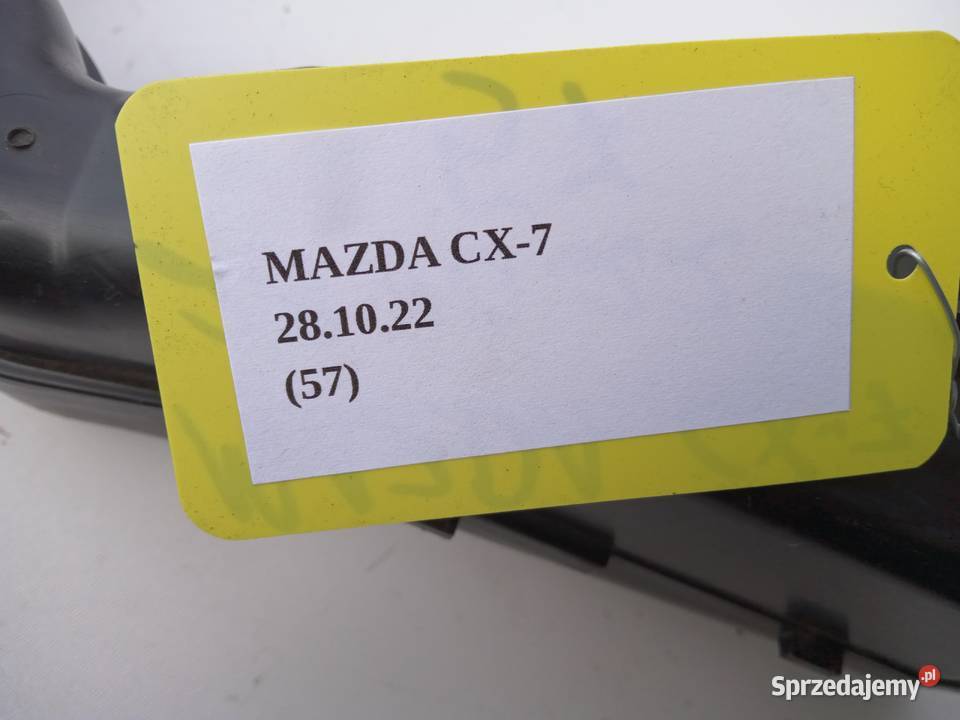 MAZDA CX-7
28.10.22
(57)
Sprzedajemy.pl